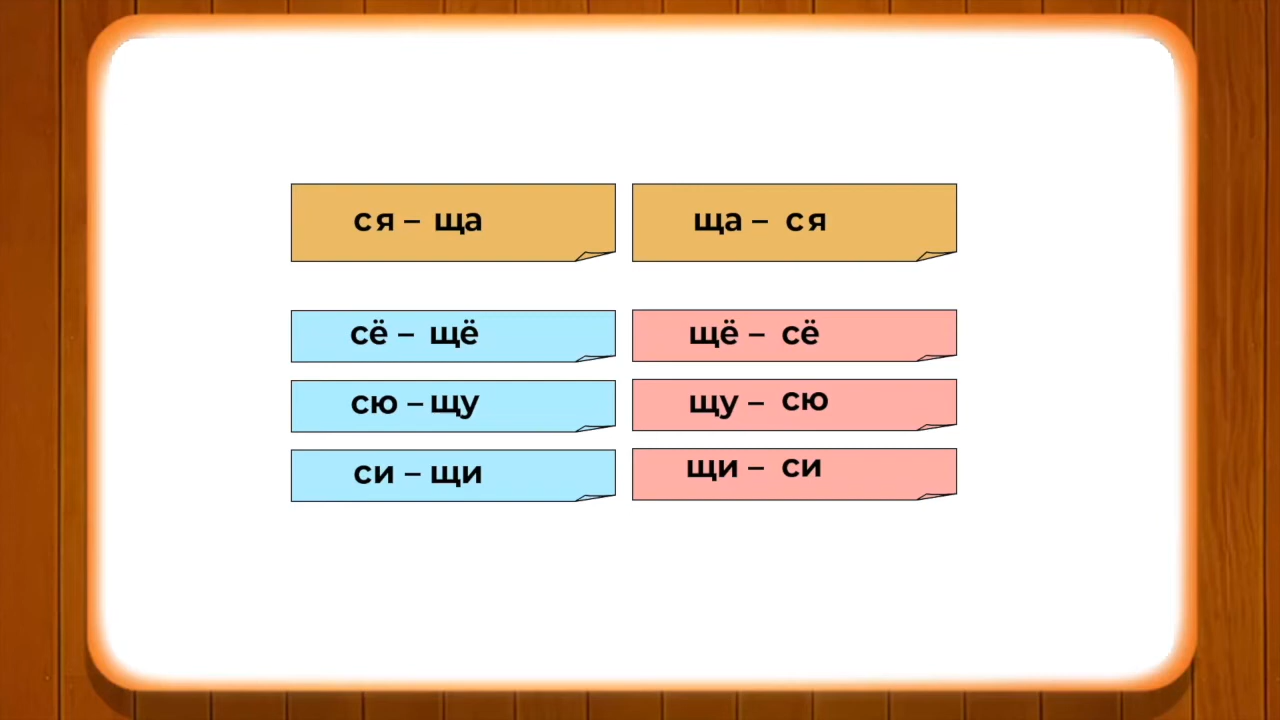 ся – ща
ща – ся
сё – щё
щё – сё
сю – щу
щу – сю
си – щи
щи – си